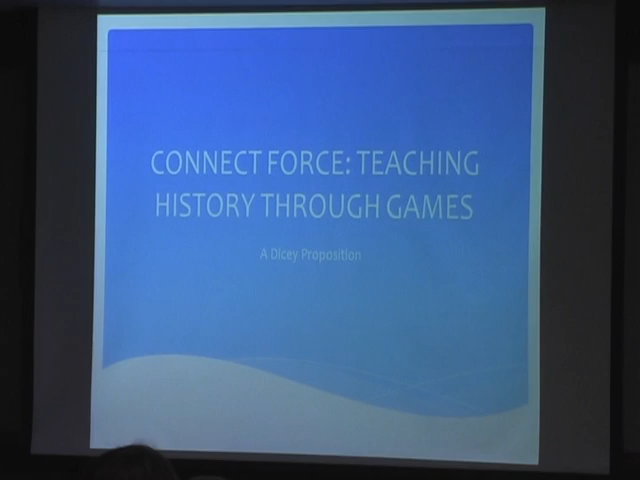 CONNECT FORCE: TEACHING
HISTORY THROUGH GAMES
A Dicey Proposition